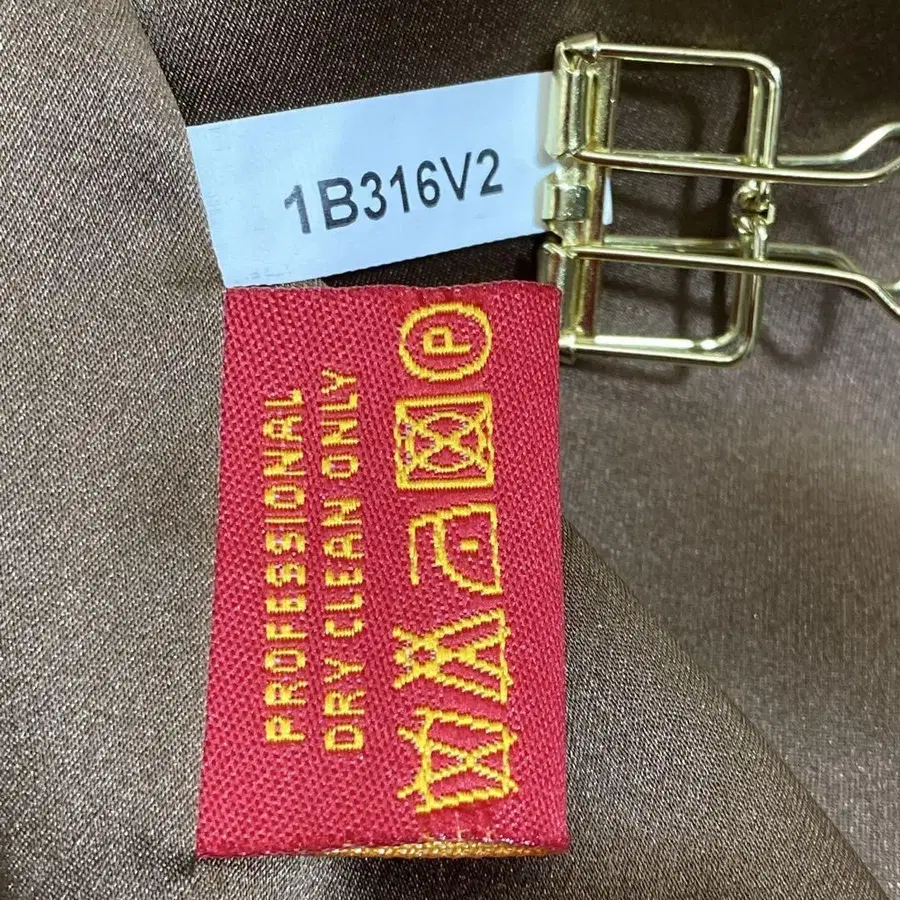 1B316V2
PROFESSIONAL
DRY CLEAN ONLY
P